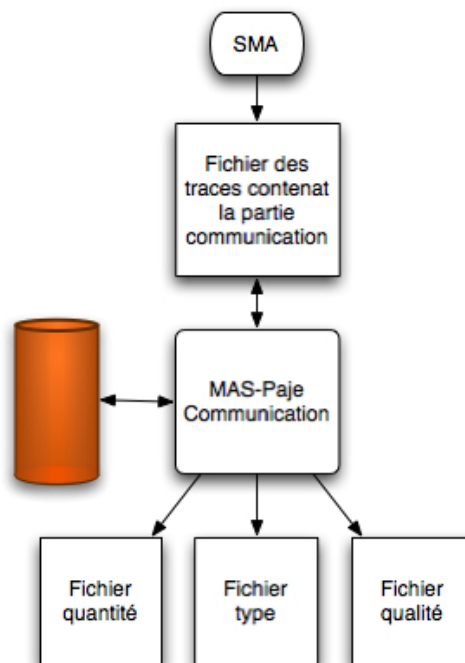 SMA
Fichier des
traces contenat
la partie
communication
MAS-Paje
Communication
Fichier
quantité
Fichier
type
Fichier
qualité